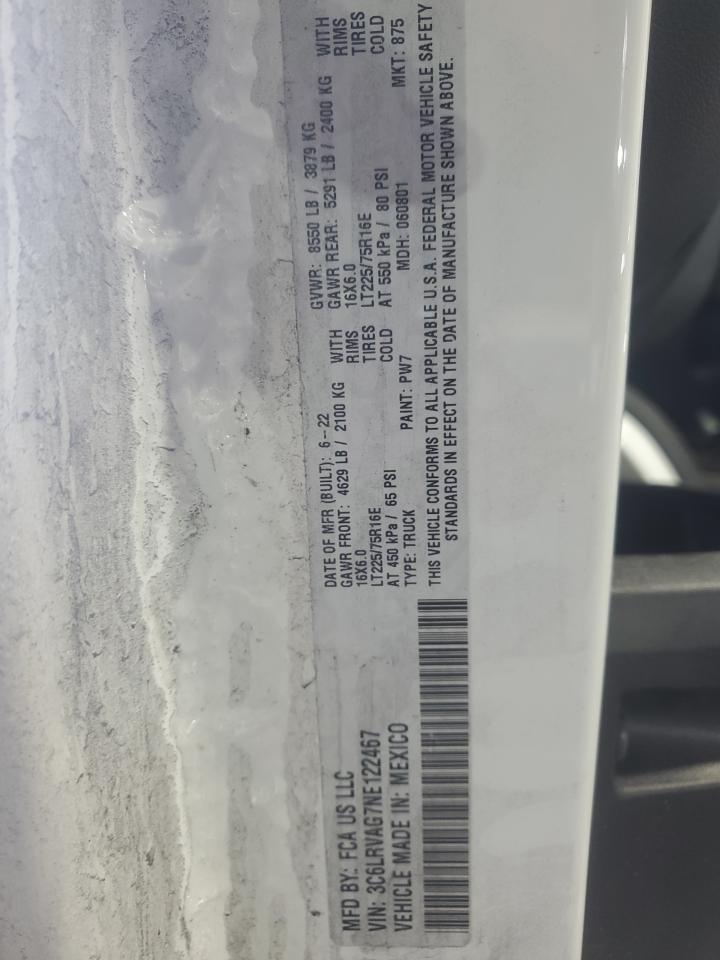 MFD BY: FCA US LLC
VIN: 3C6LRVAG7NE122467
VEHICLE MADE IN: MEXICO
DATE OF MFR (BUILT): 6-22 GVWR: 8550 LB / 3879 KG
GAWR FRONT: 4629 LB / 2100 KG WITH GAWR REAR: 5291 LB / 2400 KG WITH
16X6.0 RIMS 16X6.0 RIMS
LT225/75R16E TIRES LT225/75R16E TIRES
AT 450 kPa / 65 PSI COLD AT 550 kPa / 80 PSI COLD
TYPE: TRUCK PAINT: PW7 MDH: 060801 MKT: 875
THIS VEHICLE CONFORMS TO ALL APPLICABLE U.S.A. FEDERAL MOTOR VEHICLE SAFETY
STANDARDS IN EFFECT ON THE DATE OF MANUFACTURE SHOWN ABOVE.